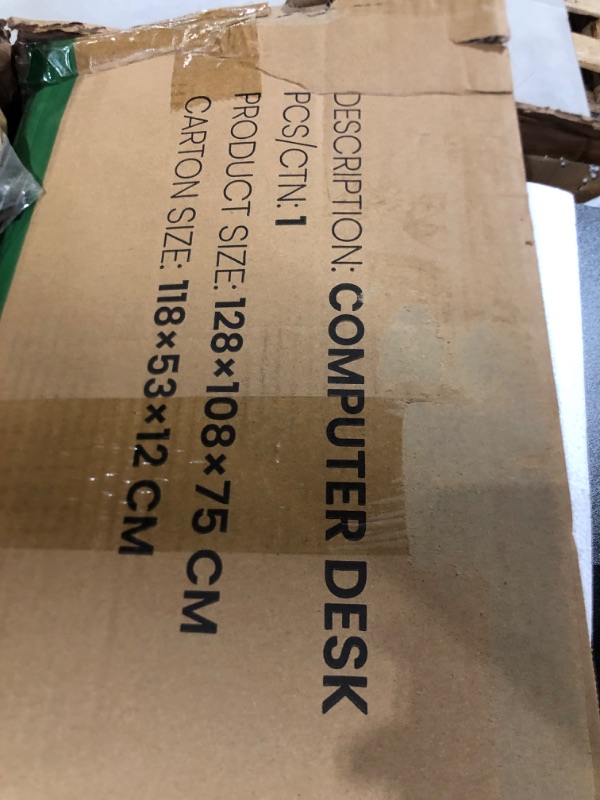 DESCRIPTION: COMPUTER DESK
PCS/CTN: 1
PRODUCT SIZE: 128×108×75 CM
CARTON SIZE: 118×53×12 CM